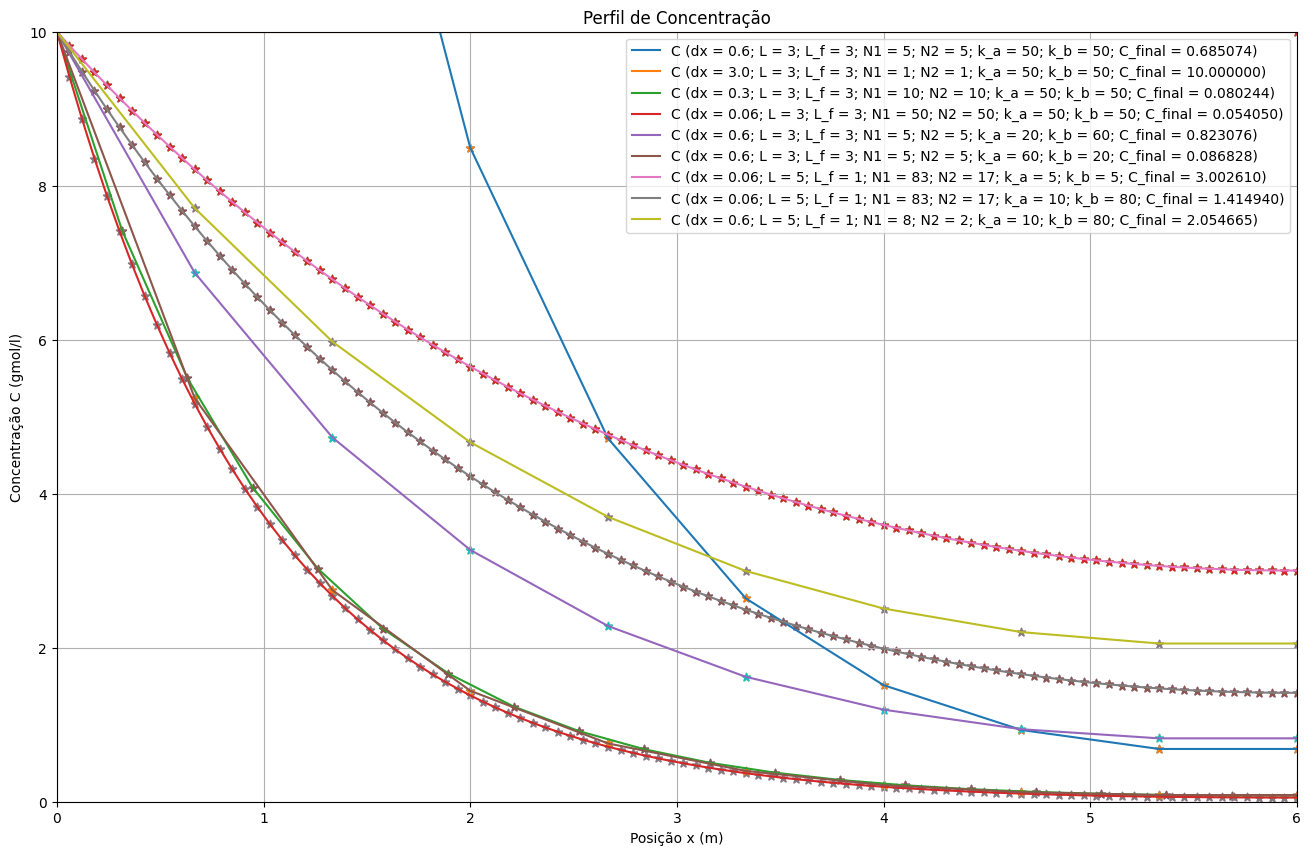 Perfil de Concentração
10
8
6
4
2
0
Concentração C (gmol/l)
C (dx = 0.6; L = 3; L_f = 3; N1 = 5; N2 = 5; k_a = 50; k_b = 50; C_final = 0.685074)
C (dx = 3.0; L = 3; L_f = 3; N1 = 1; N2 = 1; k_a = 50; k_b = 50; C_final = 10.000000)
C (dx = 0.3; L = 3; L_f = 3; N1 = 10; N2 = 10; k_a = 50; k_b = 50; C_final = 0.080244)
C (dx = 0.06; L = 3; L_f = 3; N1 = 50; N2 = 50; k_a = 50; k_b = 50; C_final = 0.054050)
C (dx = 0.6; L = 3; L_f = 3; N1 = 5; N2 = 5; k_a = 20; k_b = 60; C_final = 0.823076)
C (dx = 0.6; L = 3; L_f = 3; N1 = 5; N2 = 5; k_a = 60; k_b = 20; C_final = 0.086828)
C (dx = 0.06; L = 5; L_f = 1; N1 = 83; N2 = 17; k_a = 5; k_b = 5; C_final = 3.002610)
C (dx = 0.06; L = 5; L_f = 1; N1 = 83; N2 = 17; k_a = 10; k_b = 80; C_final = 1.414940)
C (dx = 0.6; L = 5; L_f = 1; N1 = 8; N2 = 2; k_a = 10; k_b = 80; C_final = 2.054665)
0 1 2 3 4 5 6
Posição x (m)